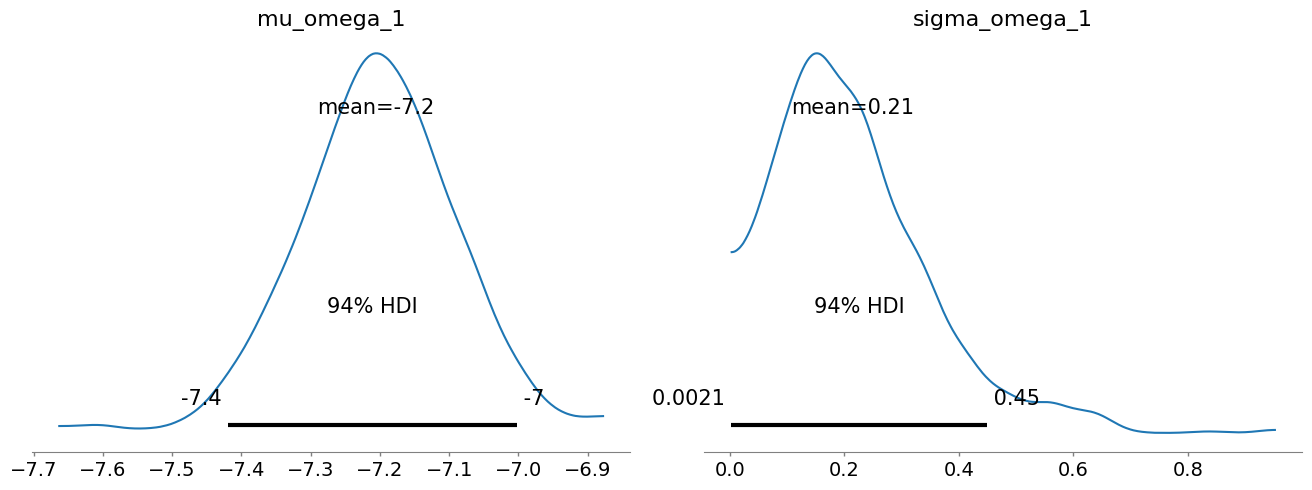 mu_omega_1
mean=-7.2
94% HDI
-7.4 -7
−7.7 −7.6 −7.5 −7.4 −7.3 −7.2 −7.1 −7.0 −6.9
sigma_omega_1
mean=0.21
94% HDI
0.0021 0.45
0.0 0.2 0.4 0.6 0.8